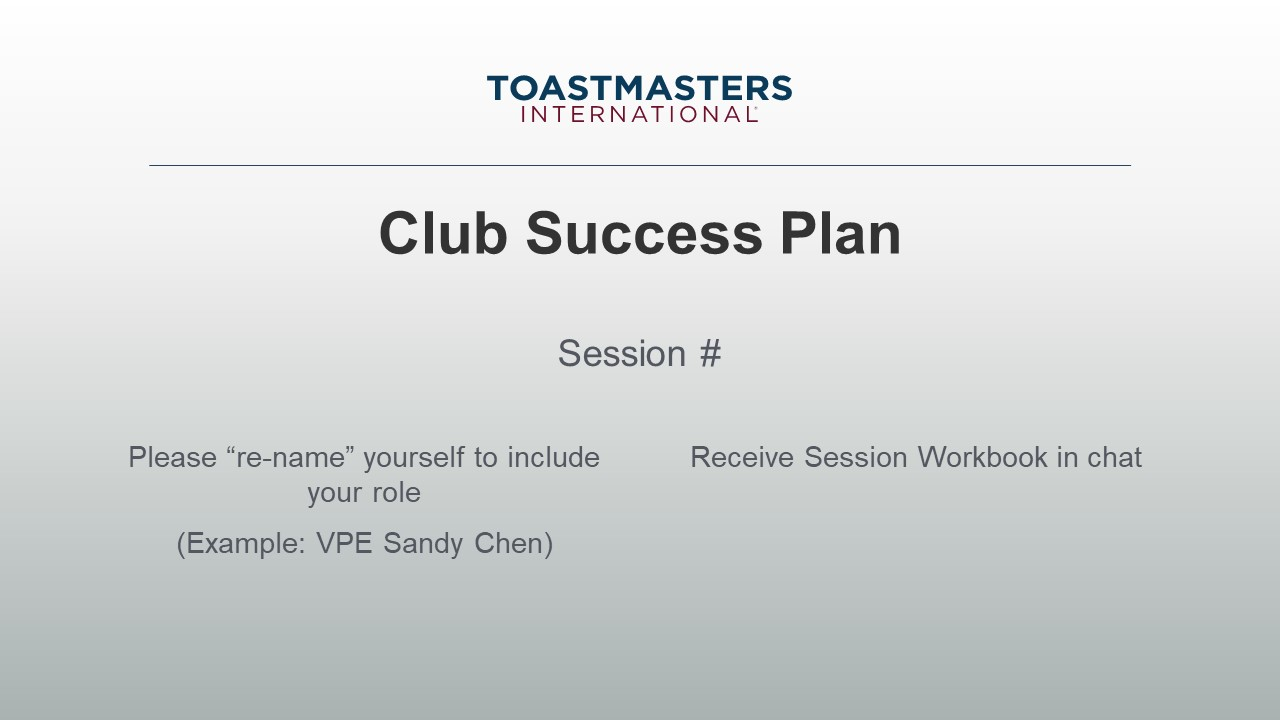 TOASTMASTERS
INTERNATIONAL
Club Success Plan
Session #
Please “re-name” yourself to include
your role
(Example: VPE Sandy Chen)
Receive Session Workbook in chat